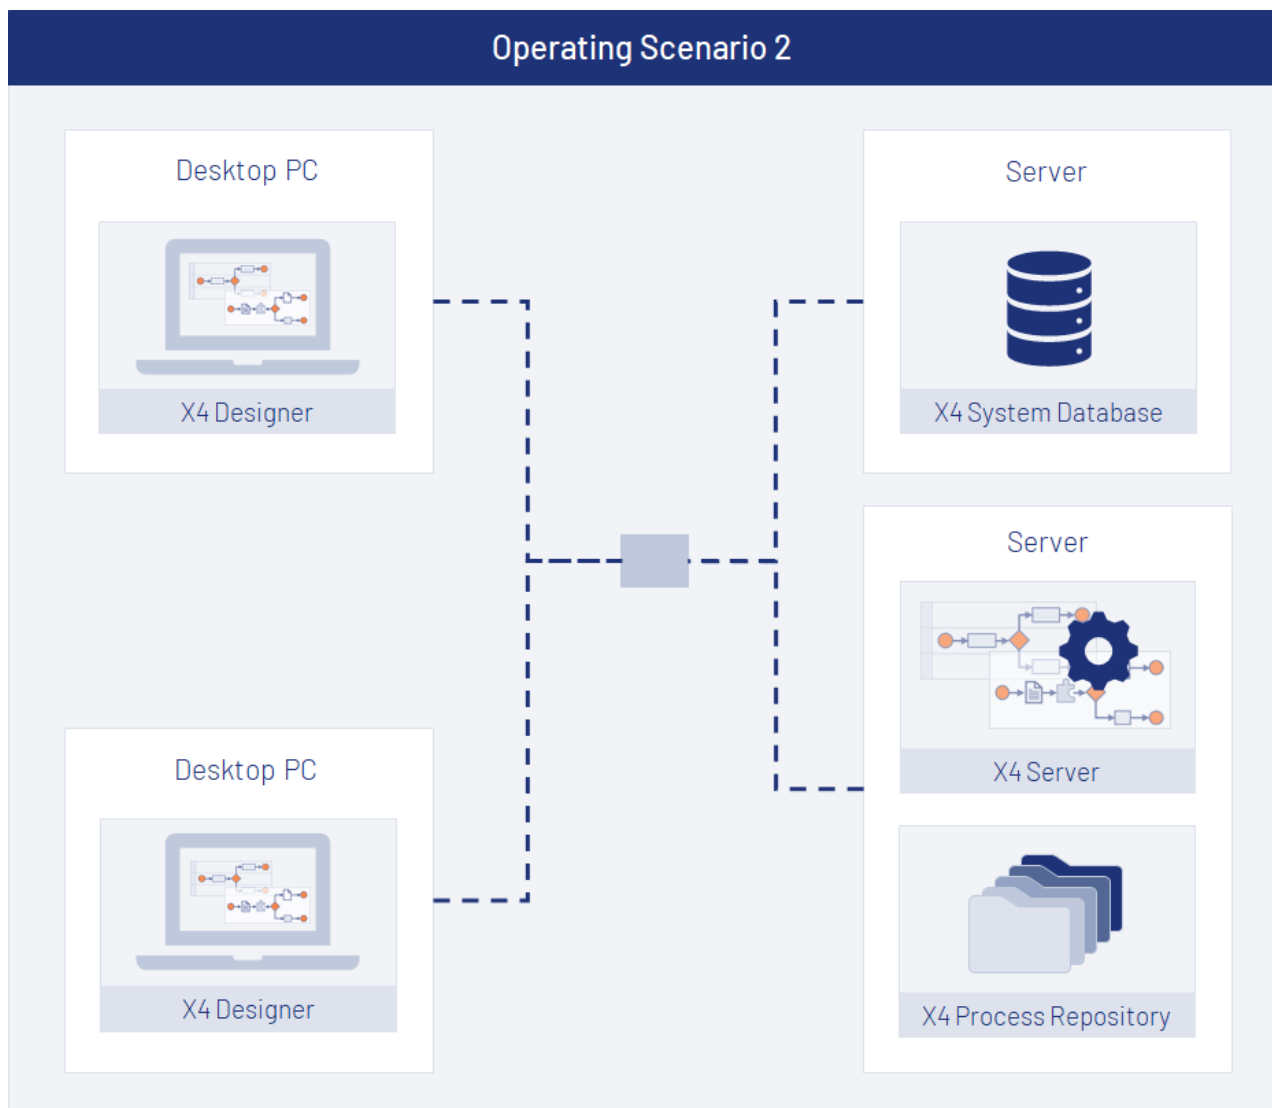 Operating Scenario 2
Desktop PC
X4 Designer
Server
X4 System Database
Server
X4 Server
X4 Process Repository
Desktop PC
X4 Designer